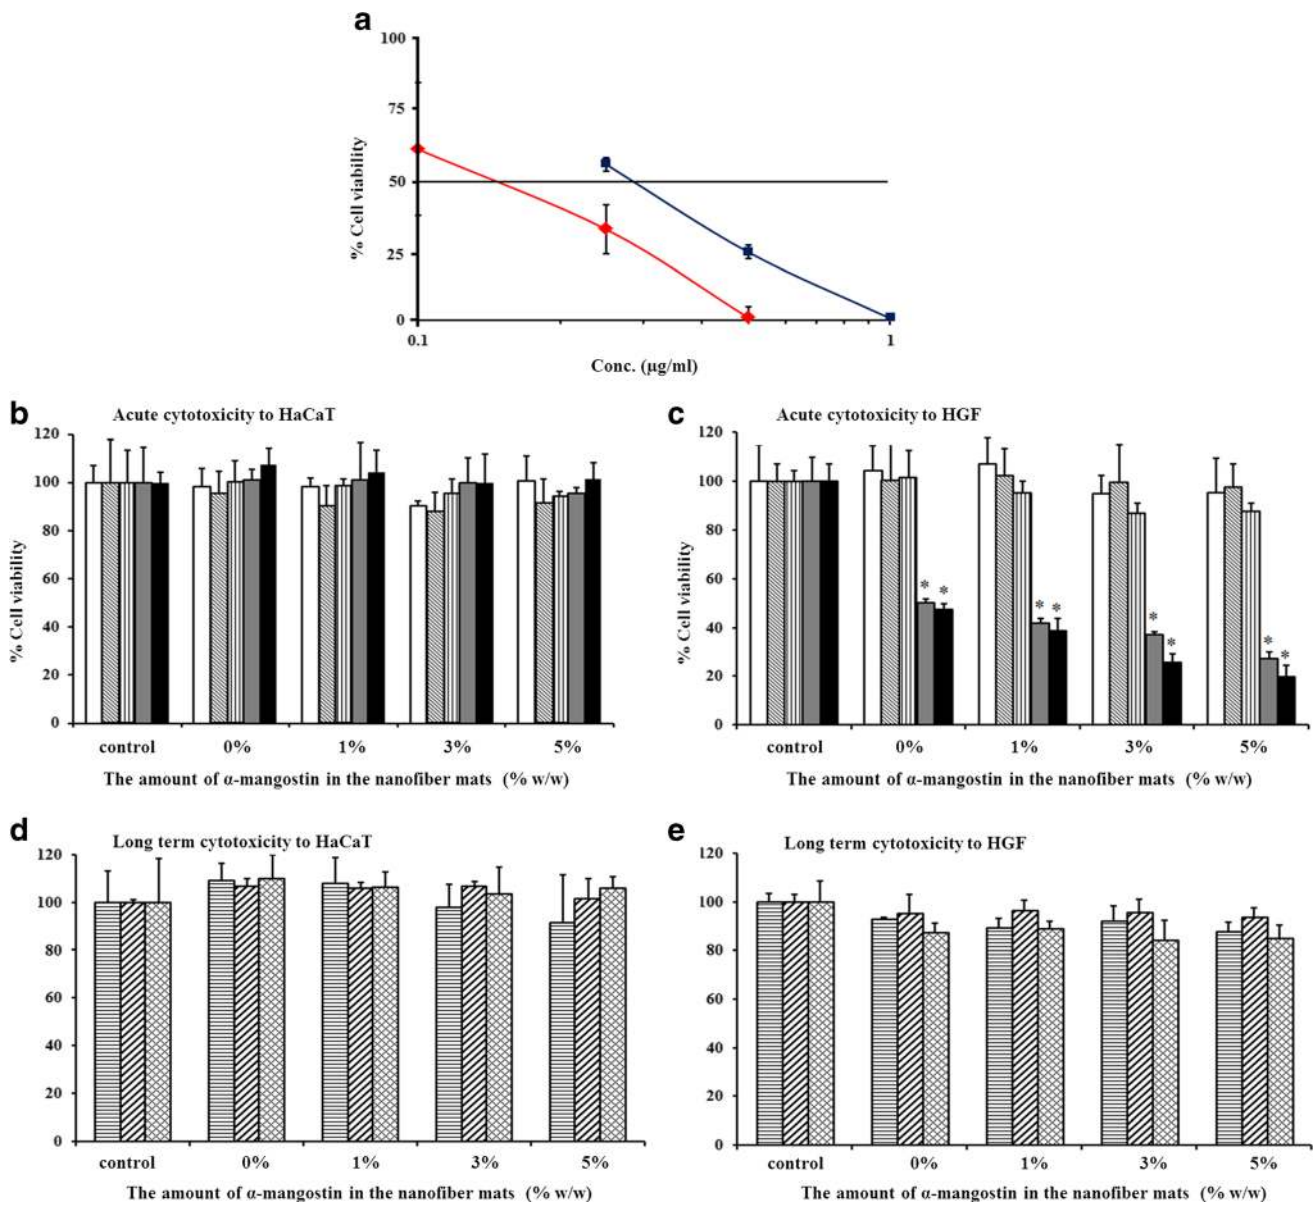 a
100
75
50
25
0
% Cell viability
0.1
1
Conc. (µg/ml)
b
Acute cytotoxicity to HaCaT
120
100
80
60
40
20
0
% Cell viability
control 0% 1% 3% 5%
The amount of α-mangostin in the nanofiber mats (% w/w)
c
Acute cytotoxicity to HGF
120
100
80
60
40
20
0
% Cell viability
* * * * * * * *
control 0% 1% 3% 5%
The amount of α-mangostin in the nanofiber mats (% w/w)
d
Long term cytotoxicity to HaCaT
120
100
80
60
40
20
0
control 0% 1% 3% 5%
The amount of α-mangostin in the nanofiber mats (% w/w)
e
Long term cytotoxicity to HGF
120
100
80
60
40
20
0
control 0% 1% 3% 5%
The amount of α-mangostin in the nanofiber mats (% w/w)